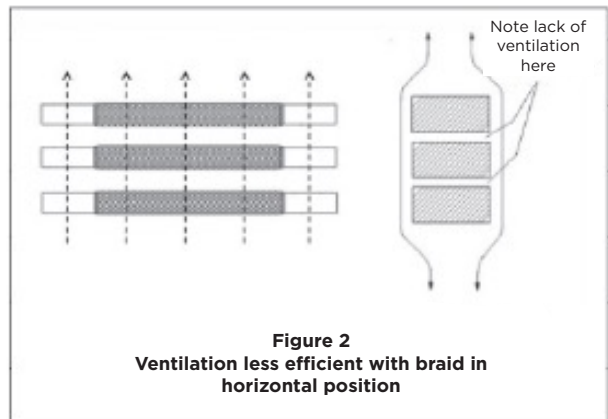 Note lack of
ventilation
here
Figure 2
Ventilation less efficient with braid in
horizontal position